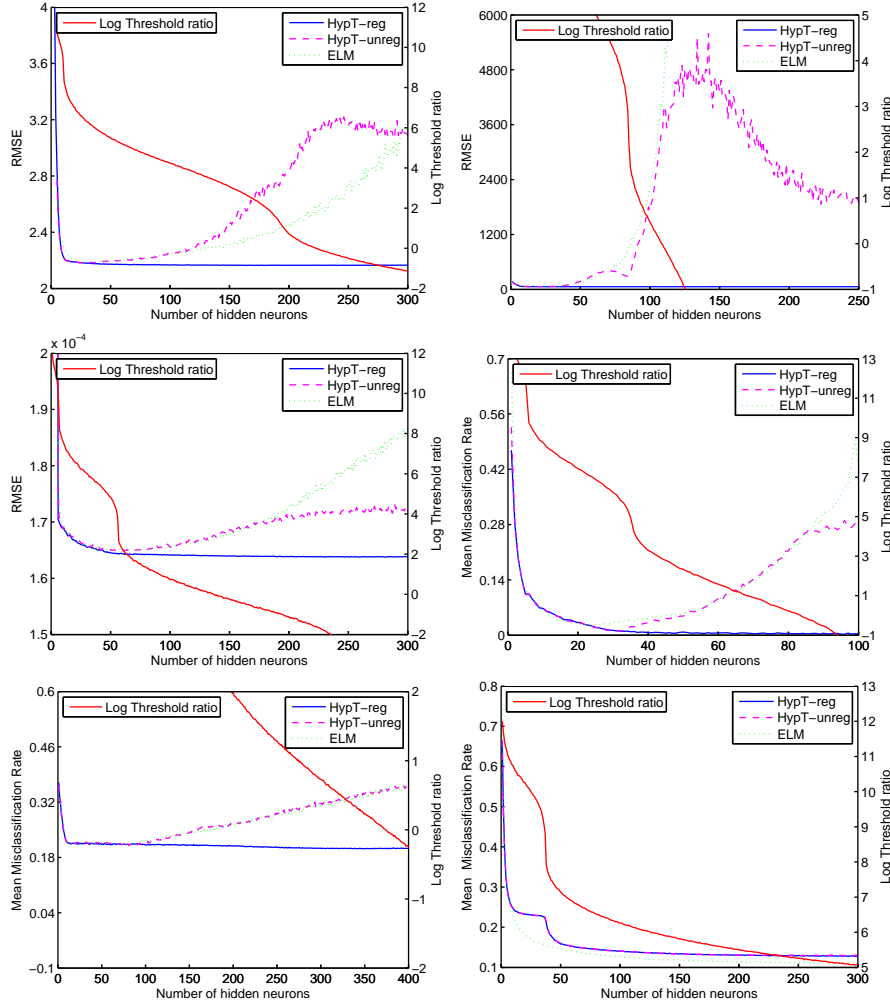 4
3.6
3.2
2.8
2.4
2
RMSE
0
50
100
150
200
250
300
Number of hidden neurons
12
10
8
6
4
2
0
−2
Log Threshold ratio
Log Threshold ratio
HypT−reg
HypT−unreg
ELM
6000
4800
3600
2400
1200
0
RMSE
0
50
100
150
200
250
Number of hidden neurons
5
4
3
2
1
0
−1
Log Threshold ratio
Log Threshold ratio
HypT−reg
HypT−unreg
ELM
2 x 10−4
1.9
1.8
1.7
1.6
1.5
RMSE
0
50
100
150
200
250
300
Number of hidden neurons
12
10
8
6
4
2
0
−2
Log Threshold ratio
Log Threshold ratio
HypT−reg
HypT−unreg
ELM
0.7
0.56
0.42
0.28
0.14
0
Mean Misclassification Rate
0
20
40
60
80
100
Number of hidden neurons
13
11
9
7
5
3
1
−1
Log Threshold ratio
Log Threshold ratio
HypT−reg
HypT−unreg
ELM
0.6
0.46
0.32
0.18
0.04
−0.1
Mean Misclassification Rate
0
50
100
150
200
250
300
350
400
Number of hidden neurons
2
1
0
−1
−2
Log Threshold ratio
Log Threshold ratio
HypT−reg
HypT−unreg
ELM
0.8
0.7
0.6
0.5
0.4
0.3
0.2
0.1
Mean Misclassification Rate
0
50
100
150
200
250
300
Number of hidden neurons
13
12
11
10
9
8
7
6
5
Log Threshold ratio
Log Threshold ratio
HypT−reg
HypT−unreg
ELM